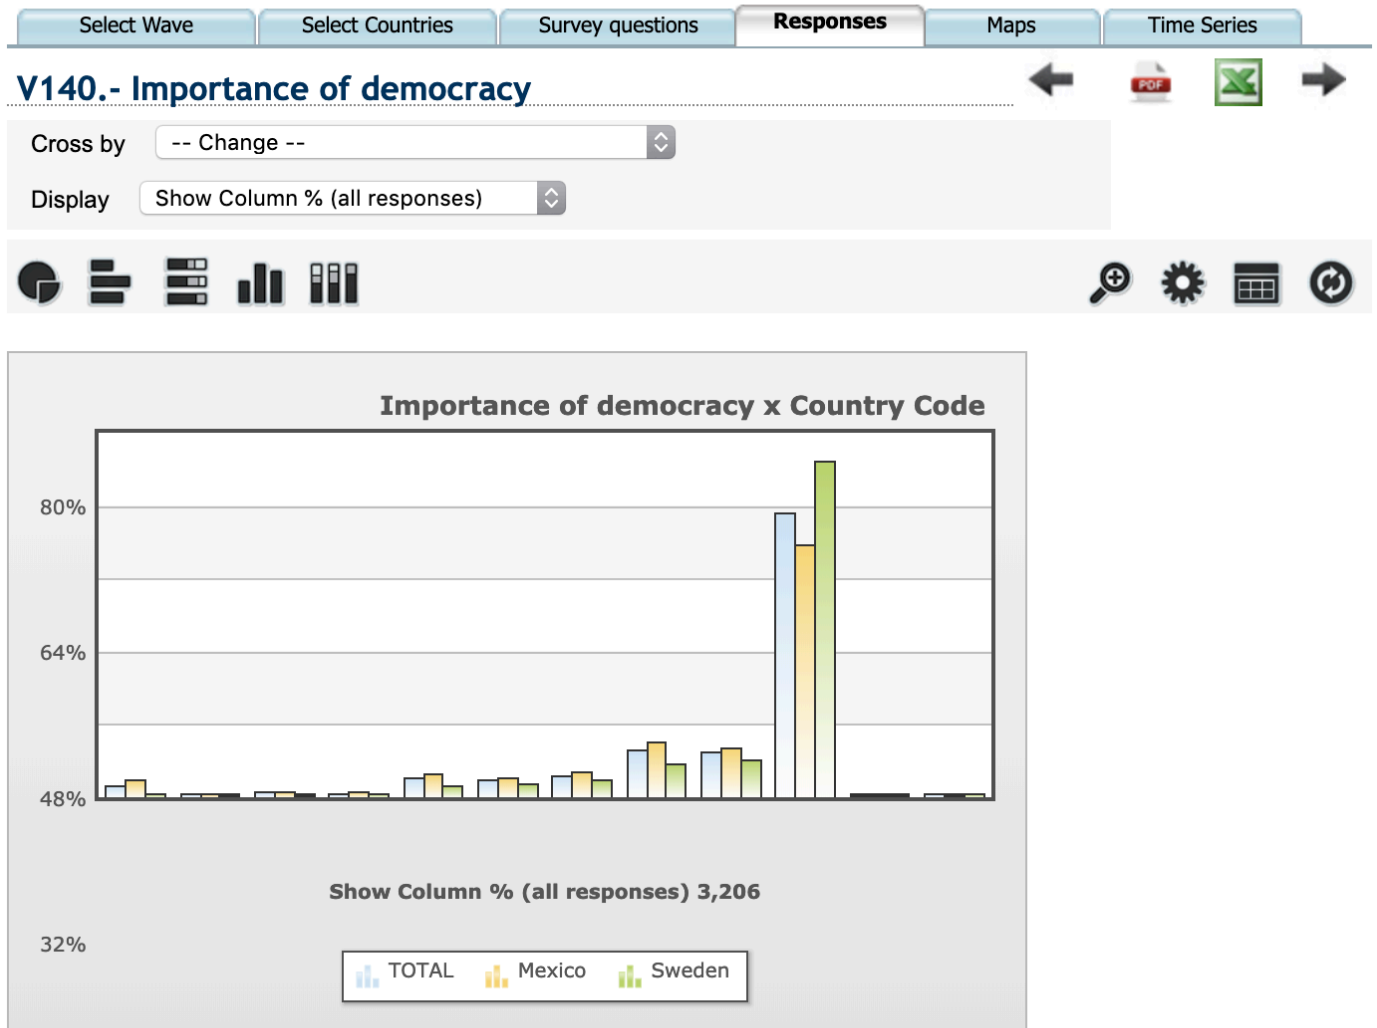 Select Wave Select Countries Survey questions Responses Maps Time Series
V140.- Importance of democracy
PDF
Cross by -- Change --
Display Show Column % (all responses)
Importance of democracy x Country Code
80%
64%
48%
Show Column % (all responses) 3,206
32%
TOTAL Mexico Sweden